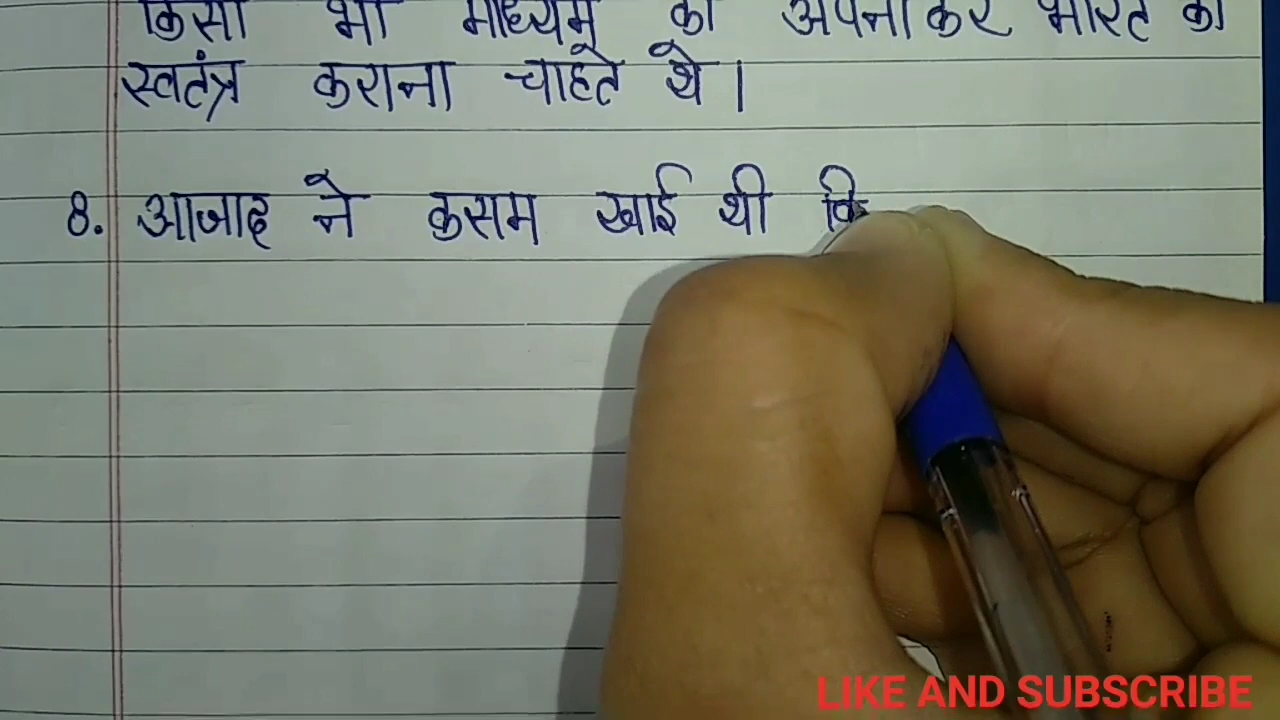 किसी भी माध्यम को अपनाकर भारत को
स्वतंत्र कराना चाहते थे।
8. आजाद ने कसम खाई थी कि
LIKE AND SUBSCRIBE